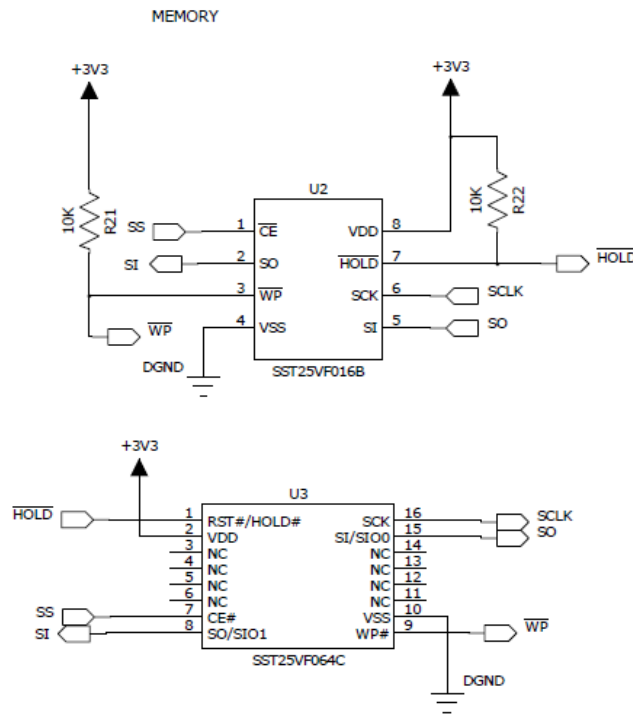 MEMORY
+3V3
+3V3
10K
R21
10K
R22
U2
SS
1
CE
VDD
8
SI
2
SO
HOLD
7
HOLD
3
WP
SCK
6
SCLK
WP
4
VSS
SI
5
SO
DGND
SST25VF016B
+3V3
U3
HOLD
1
RST#/HOLD#
SCK
16
SCLK
2
VDD
SI/SIO0
15
SO
3
NC
NC
14
4
NC
NC
13
5
NC
NC
12
6
NC
NC
11
SS
7
CE#
VSS
10
SI
8
SO/SIO1
WP#
9
WP
SST25VF064C
DGND